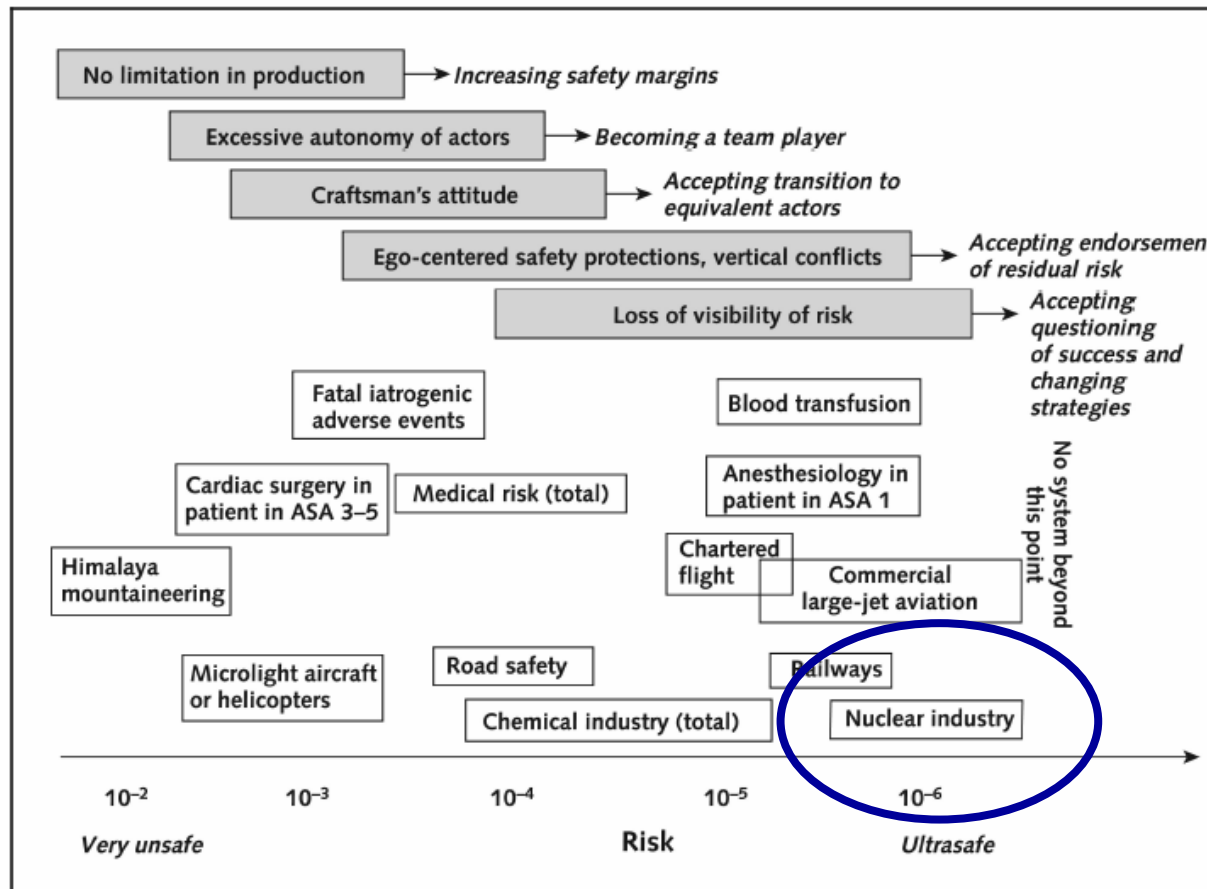 No limitation in production
Increasing safety margins
Excessive autonomy of actors
Becoming a team player
Craftsman's attitude
Accepting transition to
equivalent actors
Ego-centered safety protections, vertical conflicts
Accepting endorsemen
of residual risk
Loss of visibility of risk
Accepting
questioning
of success and
changing
strategies
Fatal iatrogenic
adverse events
Blood transfusion
Cardiac surgery in
patient in ASA 3–5
Medical risk (total)
Anesthesiology in
patient in ASA 1
No system beyond
this point
Himalaya
mountaineering
Chartered
flight
Commercial
large-jet aviation
Microlight aircraft
or helicopters
Road safety
Railways
Chemical industry (total)
Nuclear industry
10⁻² 10⁻³ 10⁻⁴ 10⁻⁵ 10⁻⁶
Very unsafe Risk Ultrasafe